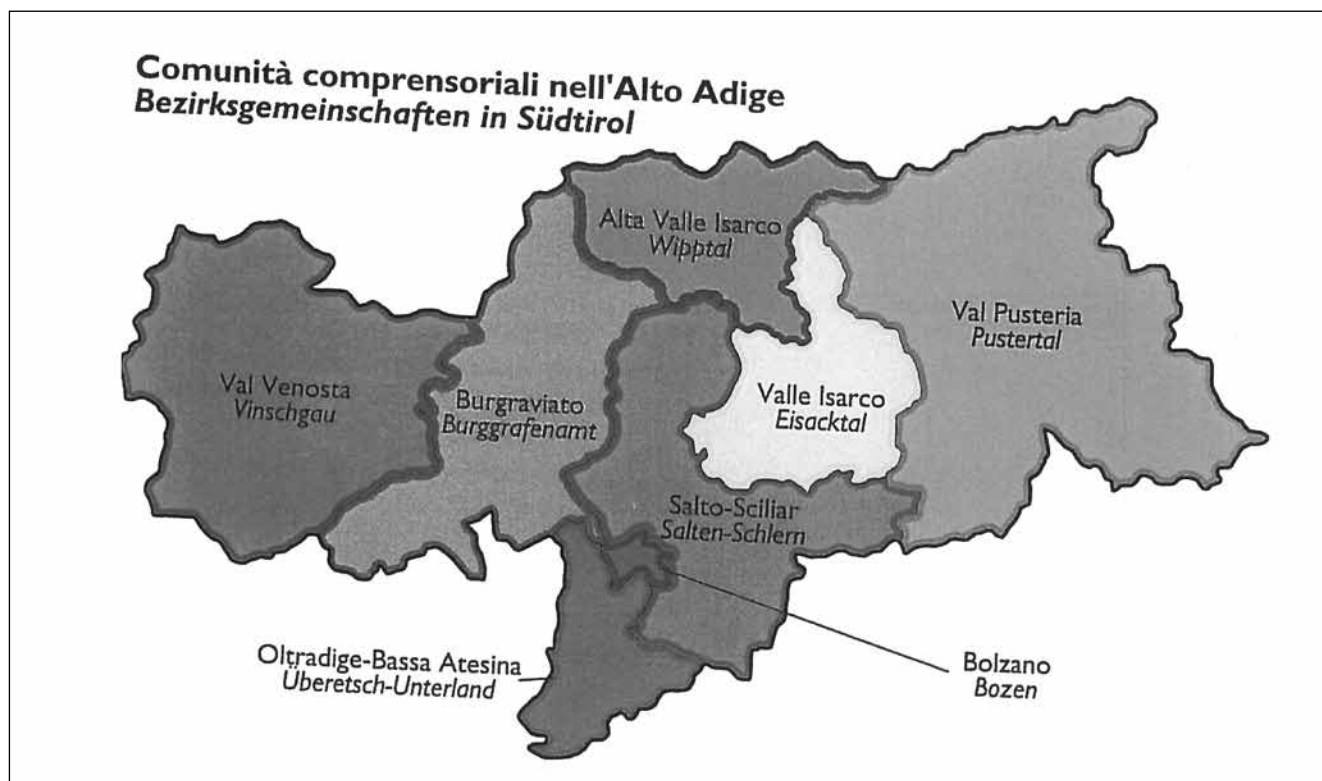 Comunità comprensoriali nell'Alto Adige
Bezirksgemeinschaften in Südtirol
Alta Valle Isarco
Wipptal
Val Pusteria
Pustertal
Val Venosta
Vinschgau
Burgraviato
Burggrafenamt
Valle Isarco
Eisacktal
Salto-Sciliar
Salten-Schlern
Oltradige-Bassa Atesina
Überetsch-Unterland
Bolzano
Bozen